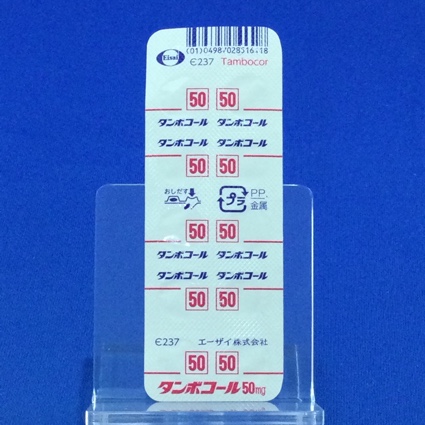 (01)04987028516.18
Eisai
Є237 Tambocor
50 50
タンボコール タンボコール
タンボコール タンボコール
50 50
おしだす
プラ
PP,
金属
50 50
タンボコール タンボコール
タンボコール タンボコール
50 50
Є237 エーザイ株式会社
50 50
タンボコール50mg